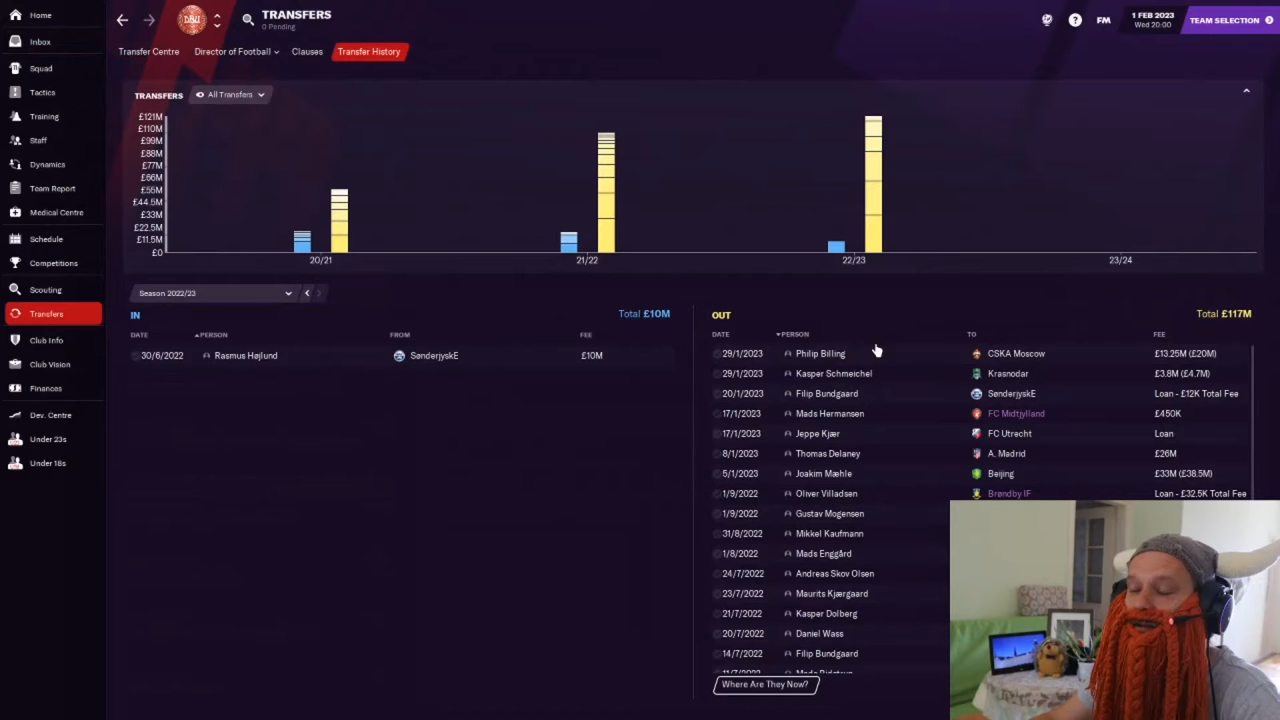 Home
Inbox
Squad
Tactics
Training
Staff
Dynamics
Team Report
Medical Centre
Schedule
Competitions
Scouting
Transfers
Club Info
Club Vision
Finances
Dev. Centre
Under 23s
Under 18s
DBU
TRANSFERS
0 Pending
? FM
1 FEB 2023
Wed 20:00
TEAM SELECTION
Transfer Centre Director of Football Clauses Transfer History
TRANSFERS All Transfers
£121M
£110M
£99M
£88M
£77M
£66M
£55M
£44.5M
£33M
£22.5M
£11.5M
£0
20/21 21/22 22/23 23/24
Season 2022/23
IN Total £10M
DATE PERSON FROM FEE
30/6/2022 Rasmus Højlund SønderjyskE £10M
OUT Total £117M
DATE PERSON TO FEE
29/1/2023 Philip Billing CSKA Moscow £13.25M (£20M)
29/1/2023 Kasper Schmeichel Krasnodar £3.8M (£4.7M)
20/1/2023 Filip Bundgaard SønderjyskE Loan - £12K Total Fee
17/1/2023 Mads Hermansen FC Midtjylland £450K
17/1/2023 Jeppe Kjær FC Utrecht Loan
8/1/2023 Thomas Delaney A. Madrid £26M
5/1/2023 Joakim Mæhle Beijing £33M (£38.5M)
1/9/2022 Oliver Villadsen Brøndby IF Loan - £32.5K Total Fee
1/9/2022 Gustav Mogensen
31/8/2022 Mikkel Kaufmann
1/8/2022 Mads Enggård
24/7/2022 Andreas Skov Olsen
23/7/2022 Maurits Kjærgaard
21/7/2022 Kasper Dolberg
20/7/2022 Daniel Wass
14/7/2022 Filip Bundgaard
Where Are They Now?